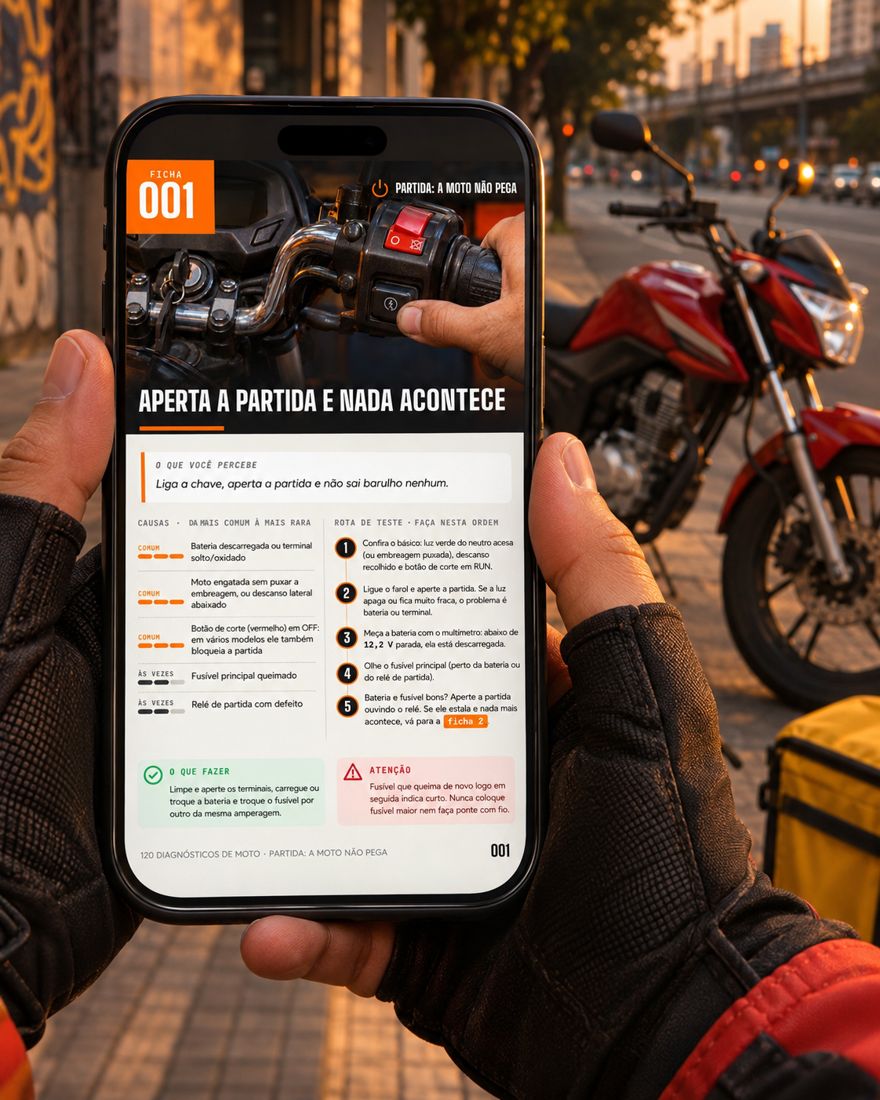 FICHA
001
PARTIDA: A MOTO NÃO PEGA
APERTA A PARTIDA E NADA ACONTECE
O QUE VOCÊ PERCEBE
Liga a chave, aperta a partida e não sai barulho nenhum.
CAUSAS · DA MAIS COMUM À MAIS RARA
COMUM
Bateria descarregada ou terminal
solto/oxidado
COMUM
Moto engatada sem puxar a
embreagem, ou descanso lateral
abaixado
COMUM
Botão de corte (vermelho) em OFF:
em vários modelos ele também
bloqueia a partida
ÀS VEZES
Fusível principal queimado
ÀS VEZES
Relé de partida com defeito
ROTA DE TESTE · FAÇA NESTA ORDEM
1
Confira o básico: luz verde do neutro acesa
(ou embreagem puxada), descanso
recolhido e botão de corte em RUN.
2
Ligue o farol e aperte a partida. Se a luz
apaga ou fica muito fraca, o problema é
bateria ou terminal.
3
Meça a bateria com o multímetro: abaixo de
12,2 V parada, ela está descarregada.
4
Olhe o fusível principal (perto da bateria ou
do relé de partida).
5
Bateria e fusível bons? Aperte a partida
ouvindo o relé. Se ele estala e nada mais
acontece, vá para a ficha 2.
O QUE FAZER
Limpe e aperte os terminais, carregue ou
troque a bateria e troque o fusível por
outro da mesma amperagem.
ATENÇÃO
Fusível que queima de novo logo em
seguida indica curto. Nunca coloque
fusível maior nem faça ponte com fio.
120 DIAGNÓSTICOS DE MOTO · PARTIDA: A MOTO NÃO PEGA
001